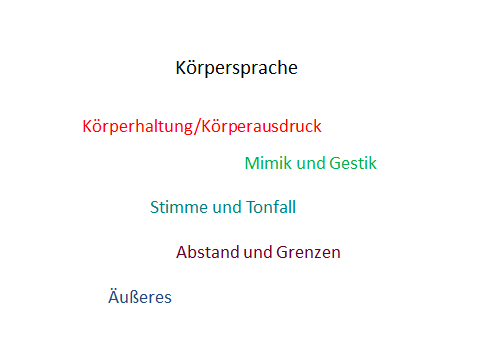 Körpersprache
Körperhaltung/Körperausdruck
Mimik und Gestik
Stimme und Tonfall
Abstand und Grenzen
Äußeres